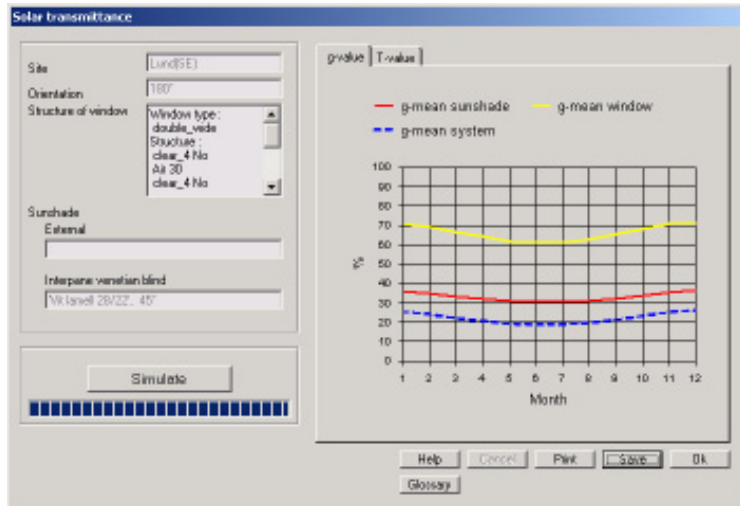 Solar transmittance
Site
Lund(SE)
Orientation
180°
Structure of window
Window type :
double_wide
Structure :
clear_4 No
Air 30
clear_4 No
Sunshade
External
Interpane venetian blind
45°
Simulate
g-value
T-value
g-mean sunshade
g-mean window
g-mean system
100
90
80
70
60
50
40
30
20
10
0
%
1 2 3 4 5 6 7 8 9 10 11 12
Month
Help
Cancel
Print
Save
Ok
Glossary